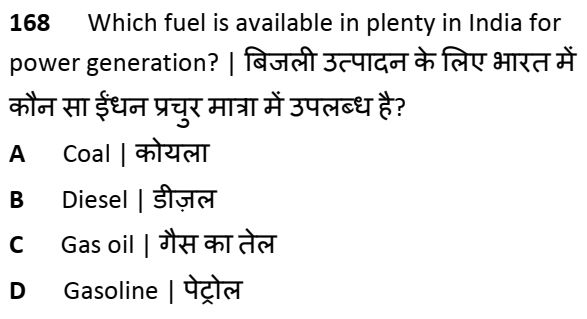 168 Which fuel is available in plenty in India for
power generation? | बिजली उत्पादन के लिए भारत में
कौन सा ईंधन प्रचुर मात्रा में उपलब्ध है?
A Coal | कोयला
B Diesel | डीज़ल
C Gas oil | गैस का तेल
D Gasoline | पेट्रोल